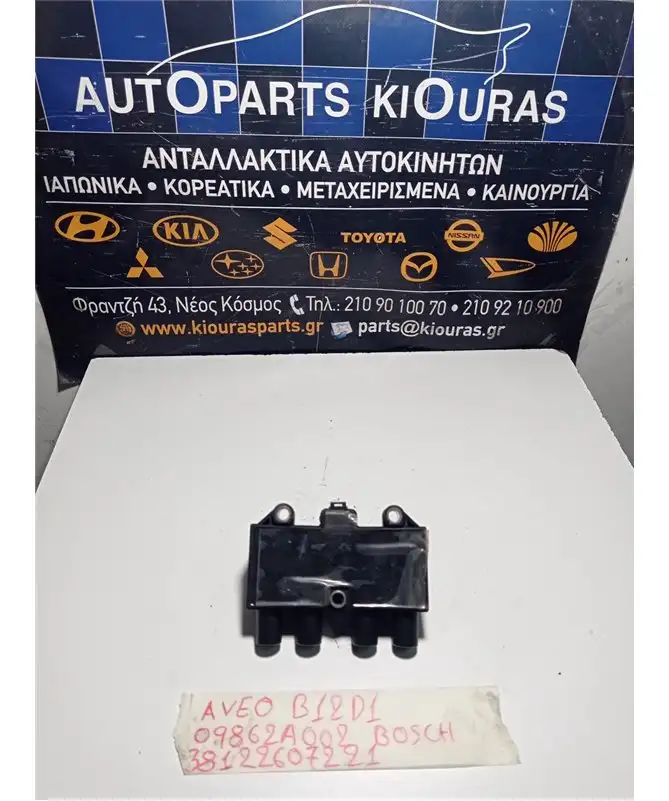 AUTOPARTS KIOURAS
ΑΝΤΑΛΛΑΚΤΙΚΑ ΑΥΤΟΚΙΝΗΤΩΝ
ΙΑΠΩΝΙΚΑ • ΚΟΡΕΑΤΙΚΑ • ΜΕΤΑΧΕΙΡΙΣΜΕΝΑ • ΚΑΙΝΟΥΡΓΙΑ
KIA TOYOTA NISSAN
Φραντζή 43, Νέος Κόσμος Τηλ.: 210 90 100 70 • 210 92 10 900
www.kiourasparts.gr parts@kiouras.gr
AVEO B12D1
09862A002 BOSCH
38122607221